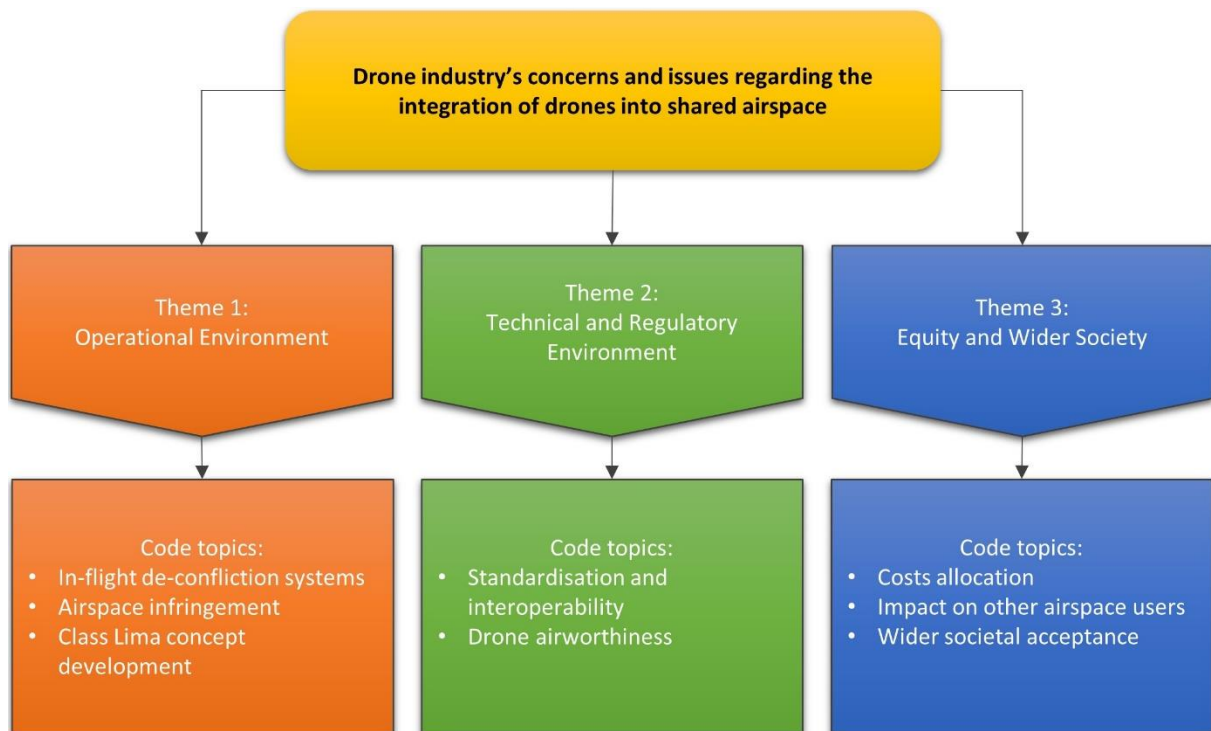 Drone industry’s concerns and issues regarding the
integration of drones into shared airspace
Theme 1:
Operational Environment
Theme 2:
Technical and Regulatory
Environment
Theme 3:
Equity and Wider Society
Code topics:
• In-flight de-confliction systems
• Airspace infringement
• Class Lima concept
development
Code topics:
• Standardisation and
interoperability
• Drone airworthiness
Code topics:
• Costs allocation
• Impact on other airspace users
• Wider societal acceptance